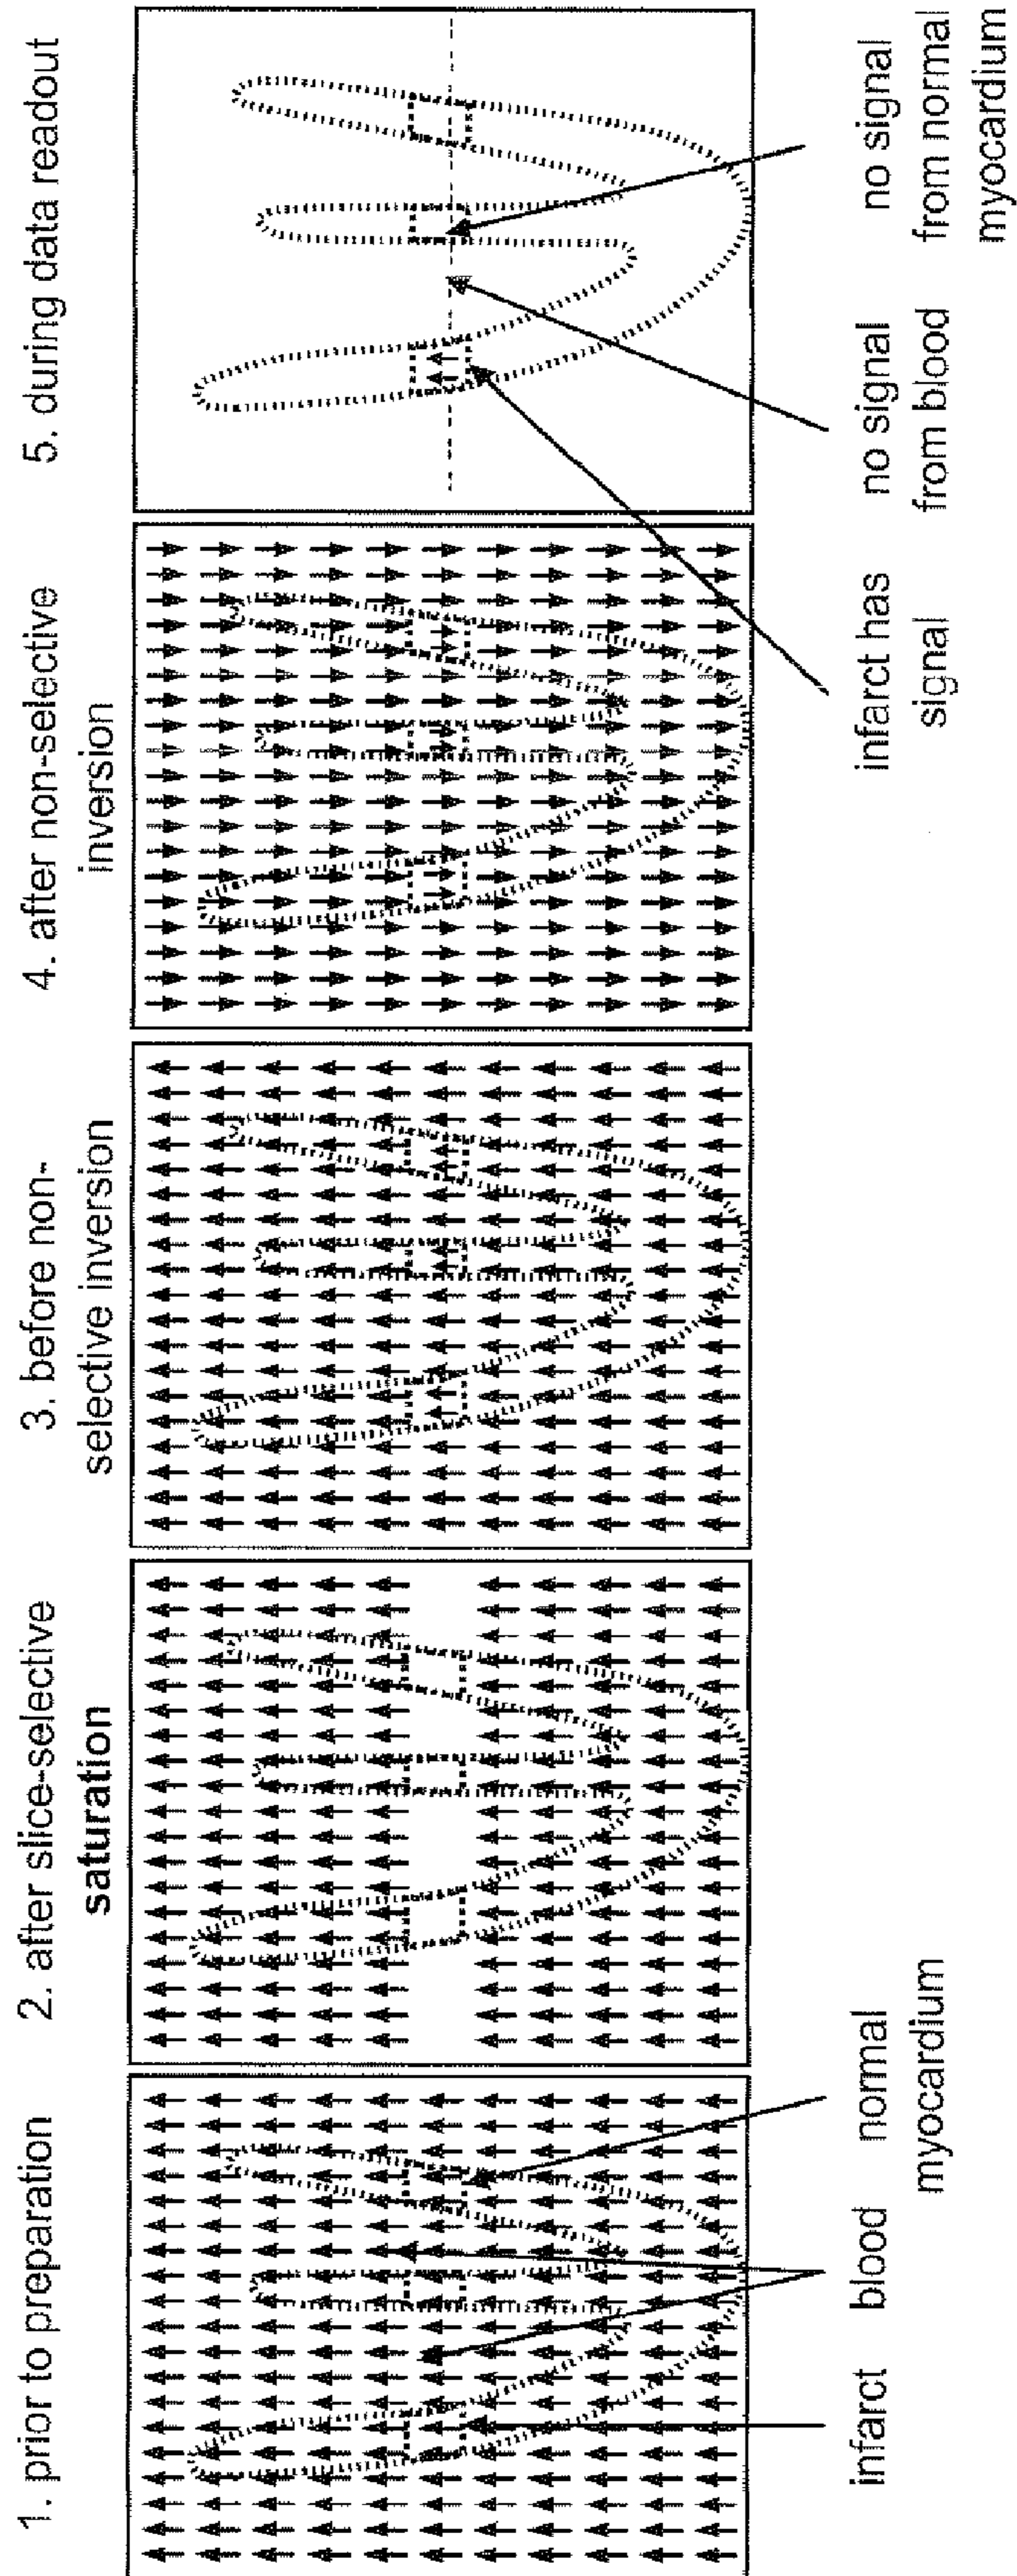 1. prior to preparation
2. after slice-selective
saturation
3. before non-
selective inversion
4. after non-selective
inversion
5. during data readout
infarct
blood
normal
myocardium
infarct has
signal
no signal
from blood
no signal
from normal
myocardium